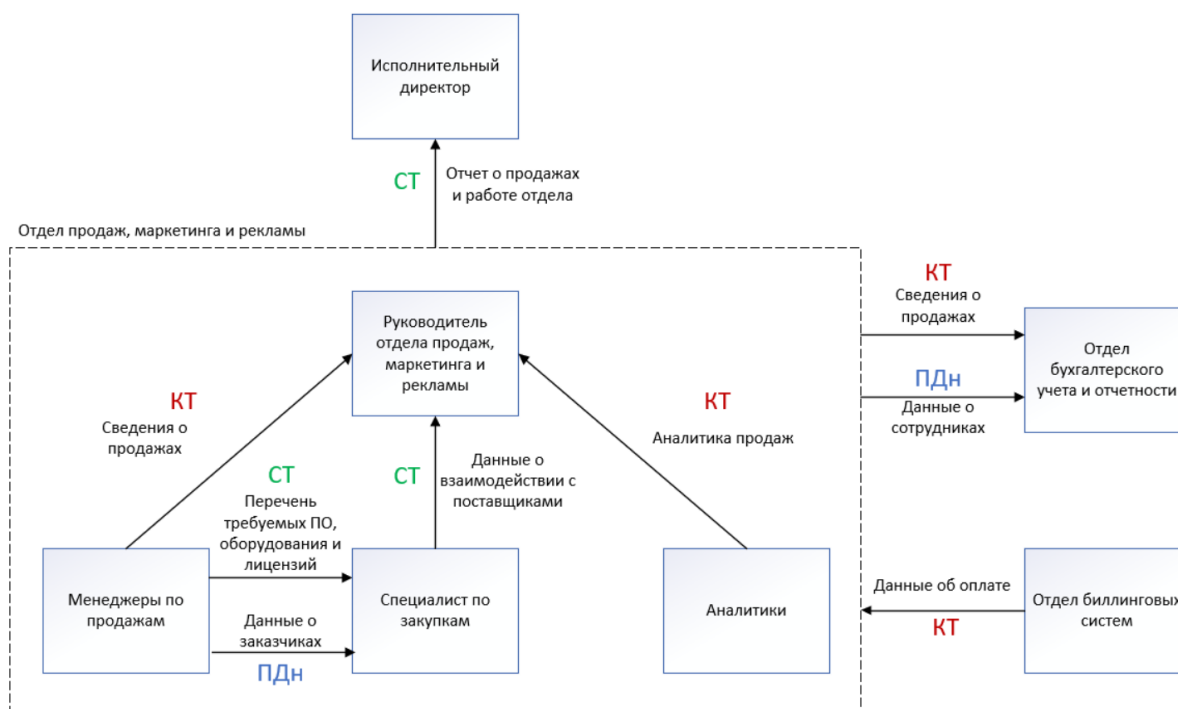 Исполнительный
директор
СТ
Отчет о продажах
и работе отдела
Отдел продаж, маркетинга и рекламы
КТ
Сведения о
продажах
Руководитель
отдела продаж,
маркетинга и
рекламы
Отдел
бухгалтерского
учета и отчетности
ПДн
Данные о
сотрудниках
КТ
Сведения о
продажах
КТ
Аналитика продаж
СТ
Перечень
требуемых ПО,
оборудования и
лицензий
СТ
Данные о
взаимодействии с
поставщиками
Менеджеры по
продажам
Данные о
заказчиках
ПДн
Специалист по
закупкам
Аналитики
Данные об оплате
КТ
Отдел биллинговых
систем